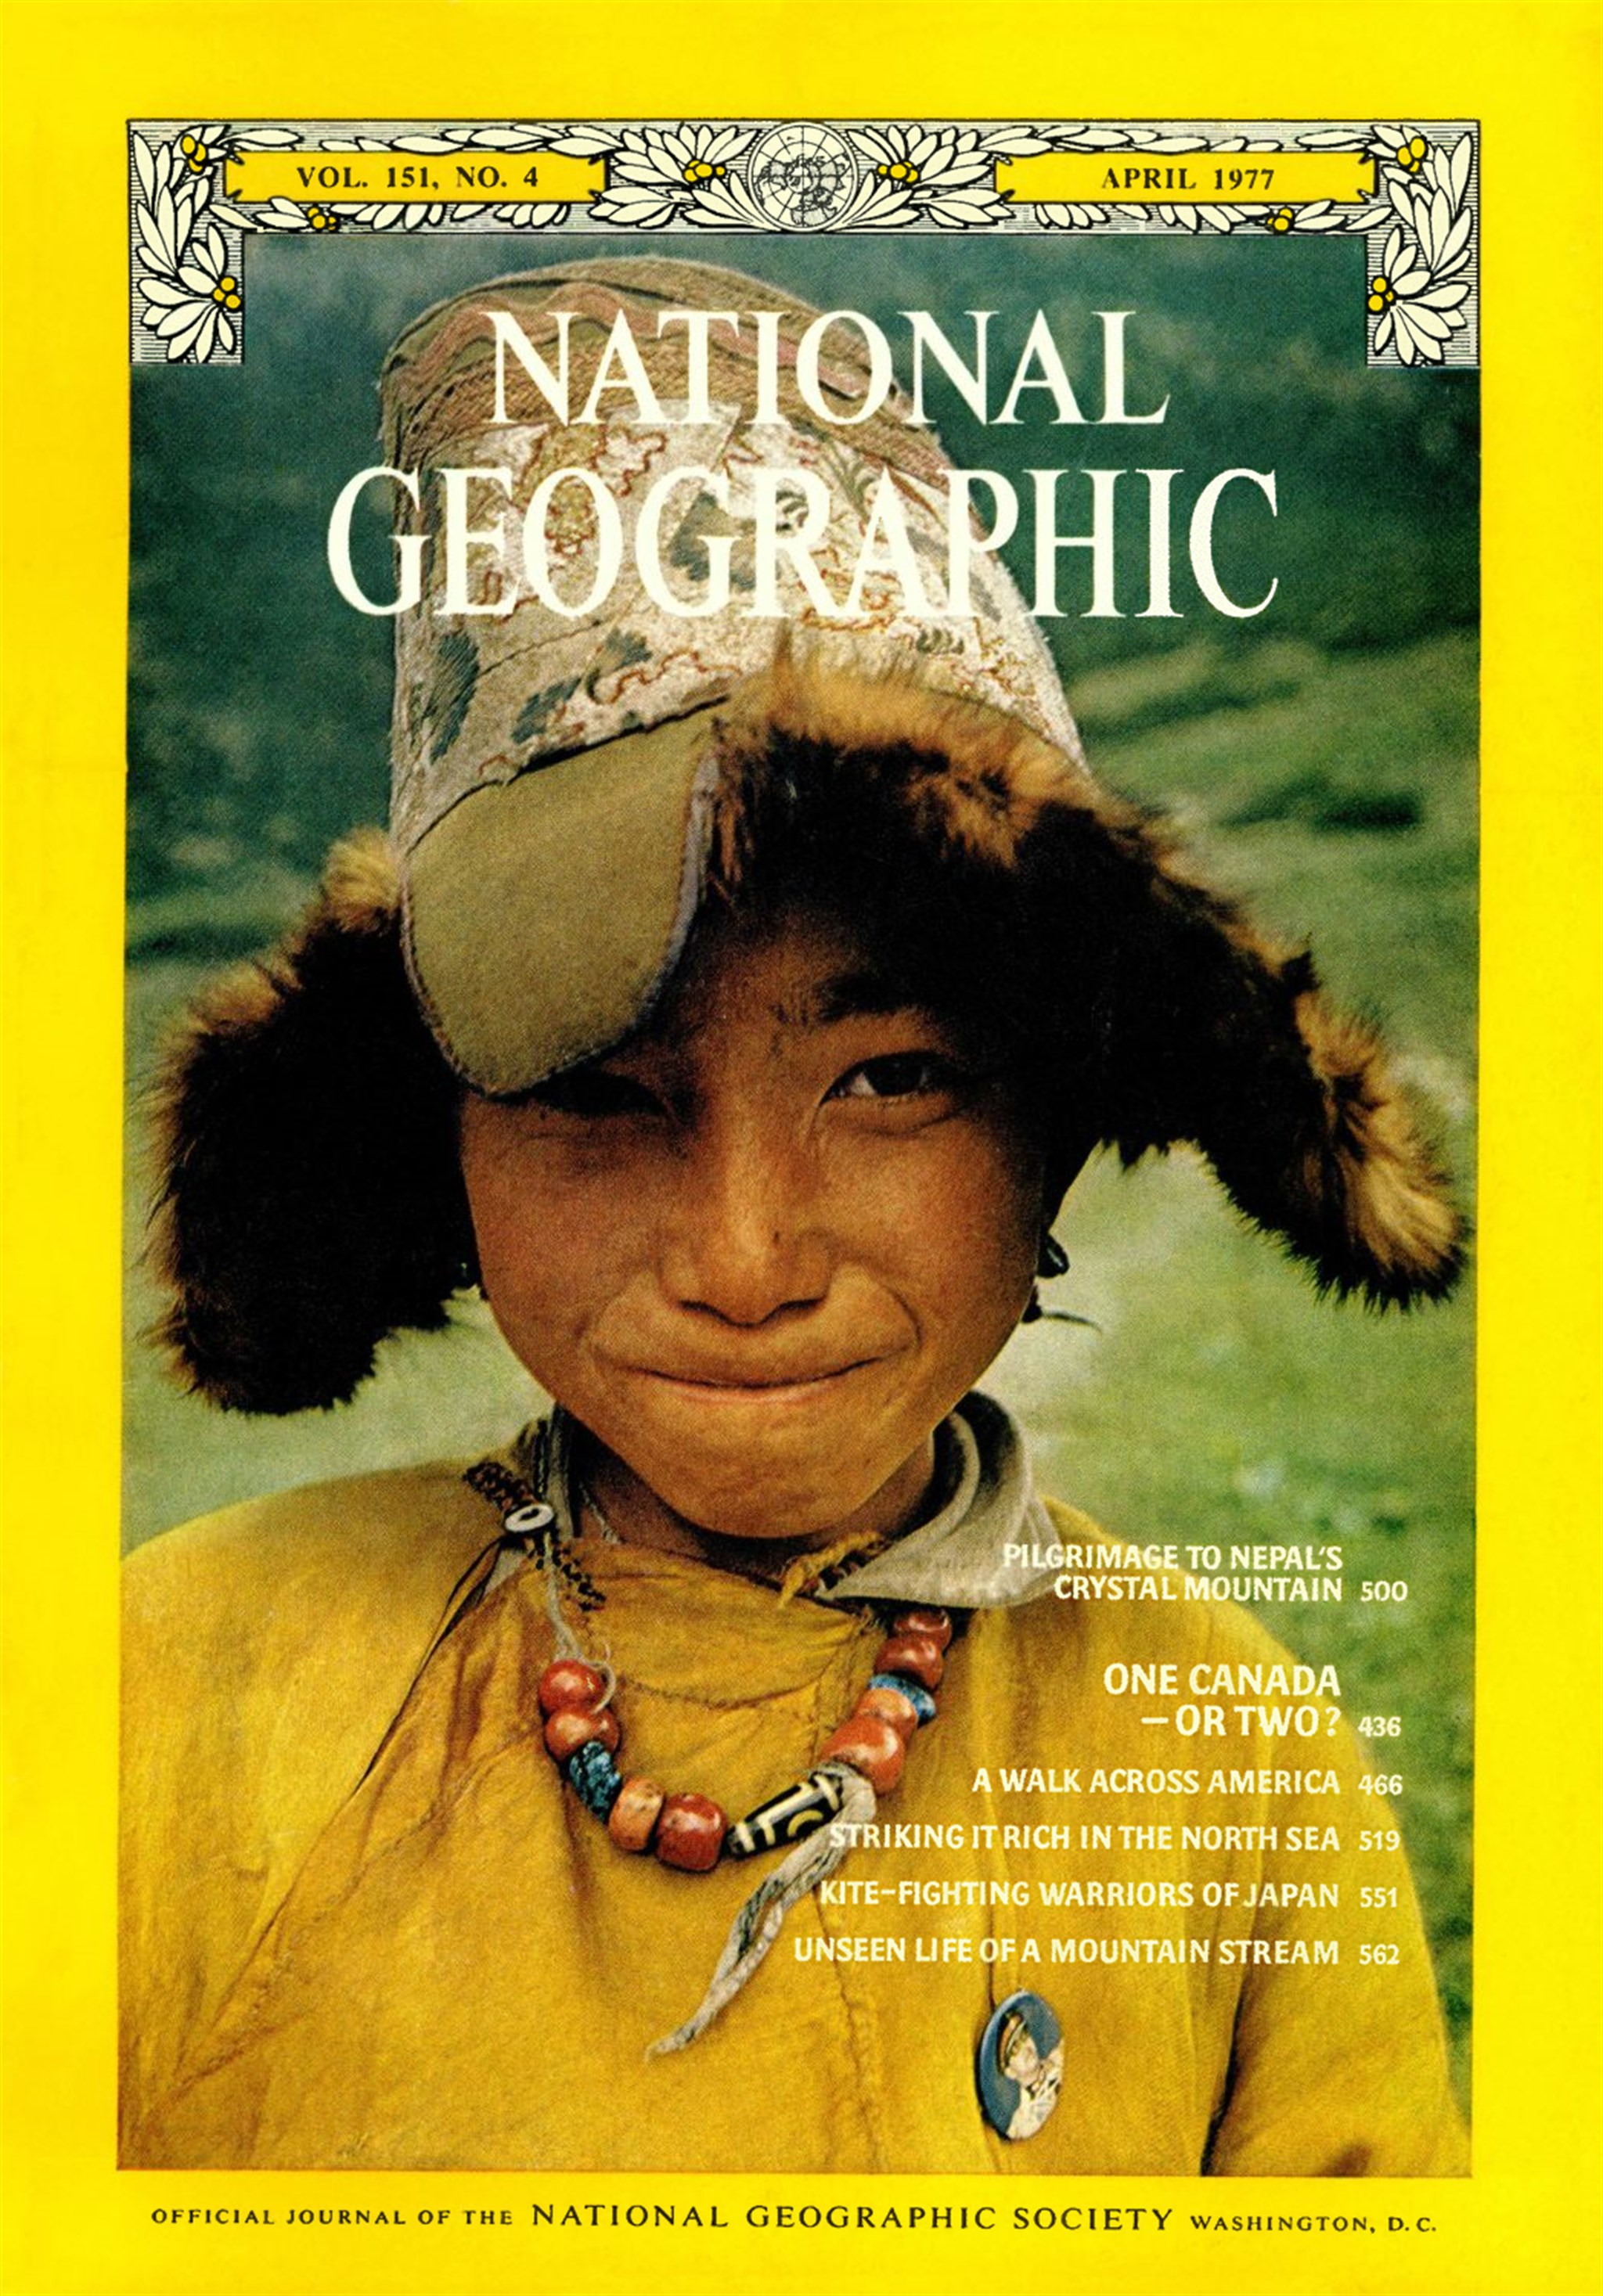 VOL. 151, NO. 4
APRIL 1977
NATIONAL
GEOGRAPHIC
PILGRIMAGE TO NEPAL'S
CRYSTAL MOUNTAIN 500
ONE CANADA
—OR TWO? 436
A WALK ACROSS AMERICA 466
STRIKING IT RICH IN THE NORTH SEA 519
KITE-FIGHTING WARRIORS OF JAPAN 551
UNSEEN LIFE OF A MOUNTAIN STREAM 562
OFFICIAL JOURNAL OF THE NATIONAL GEOGRAPHIC SOCIETY WASHINGTON, D.C.